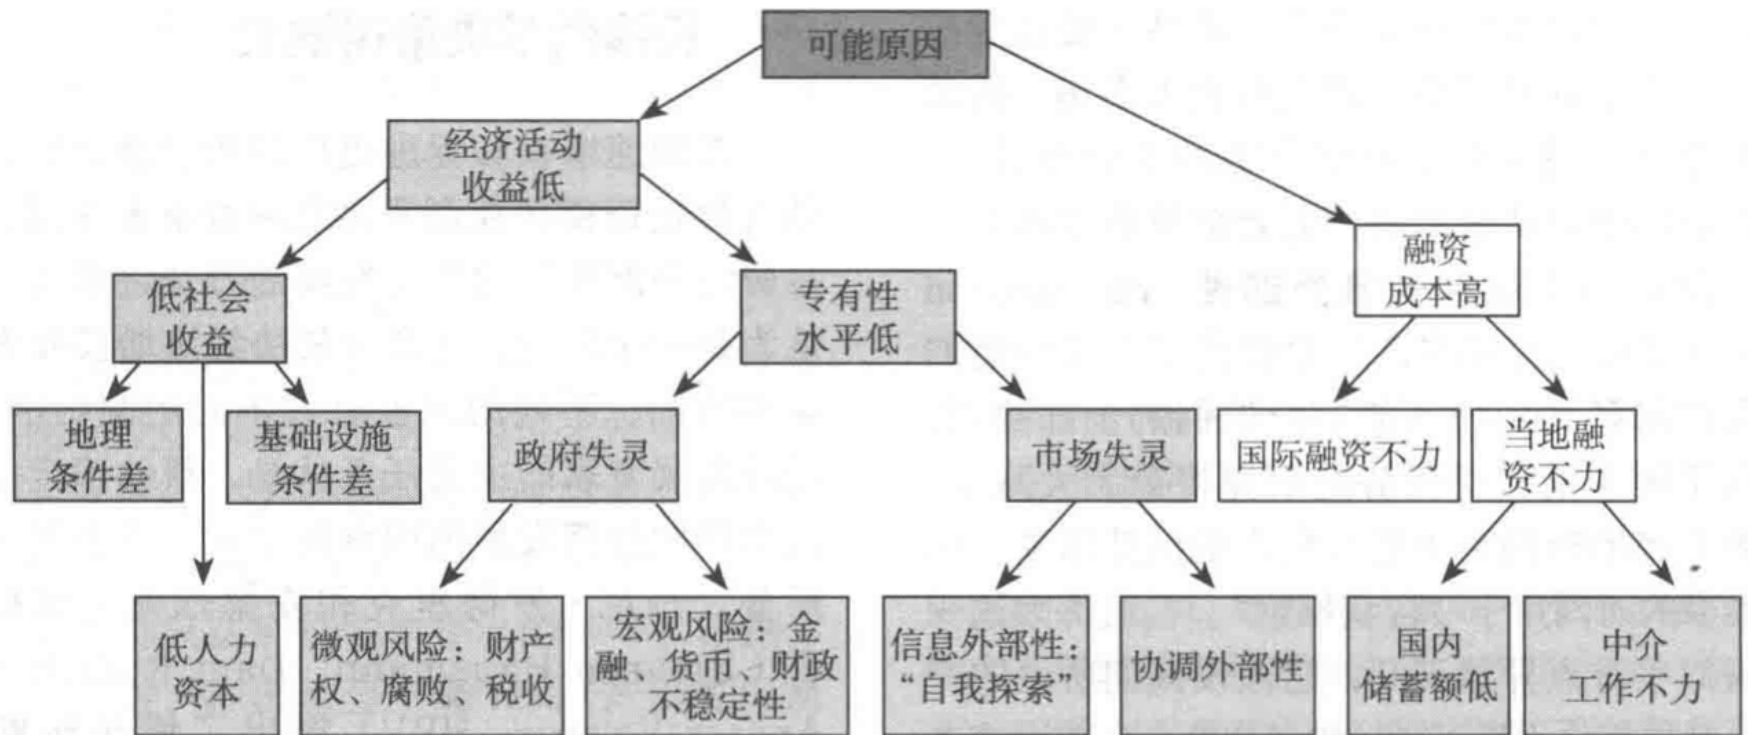 可能原因
经济活动
收益低
融资
成本高
低社会
收益
专有性
水平低
地理
条件差
基础设施
条件差
政府失灵
市场失灵
国际融资不力
当地融
资不力
低人力
资本
微观风险：财产
权、腐败、税收
宏观风险：金
融、货币、财政
不稳定性
信息外部性：
“自我探索”
协调外部性
国内
储蓄额低
中介
工作不力